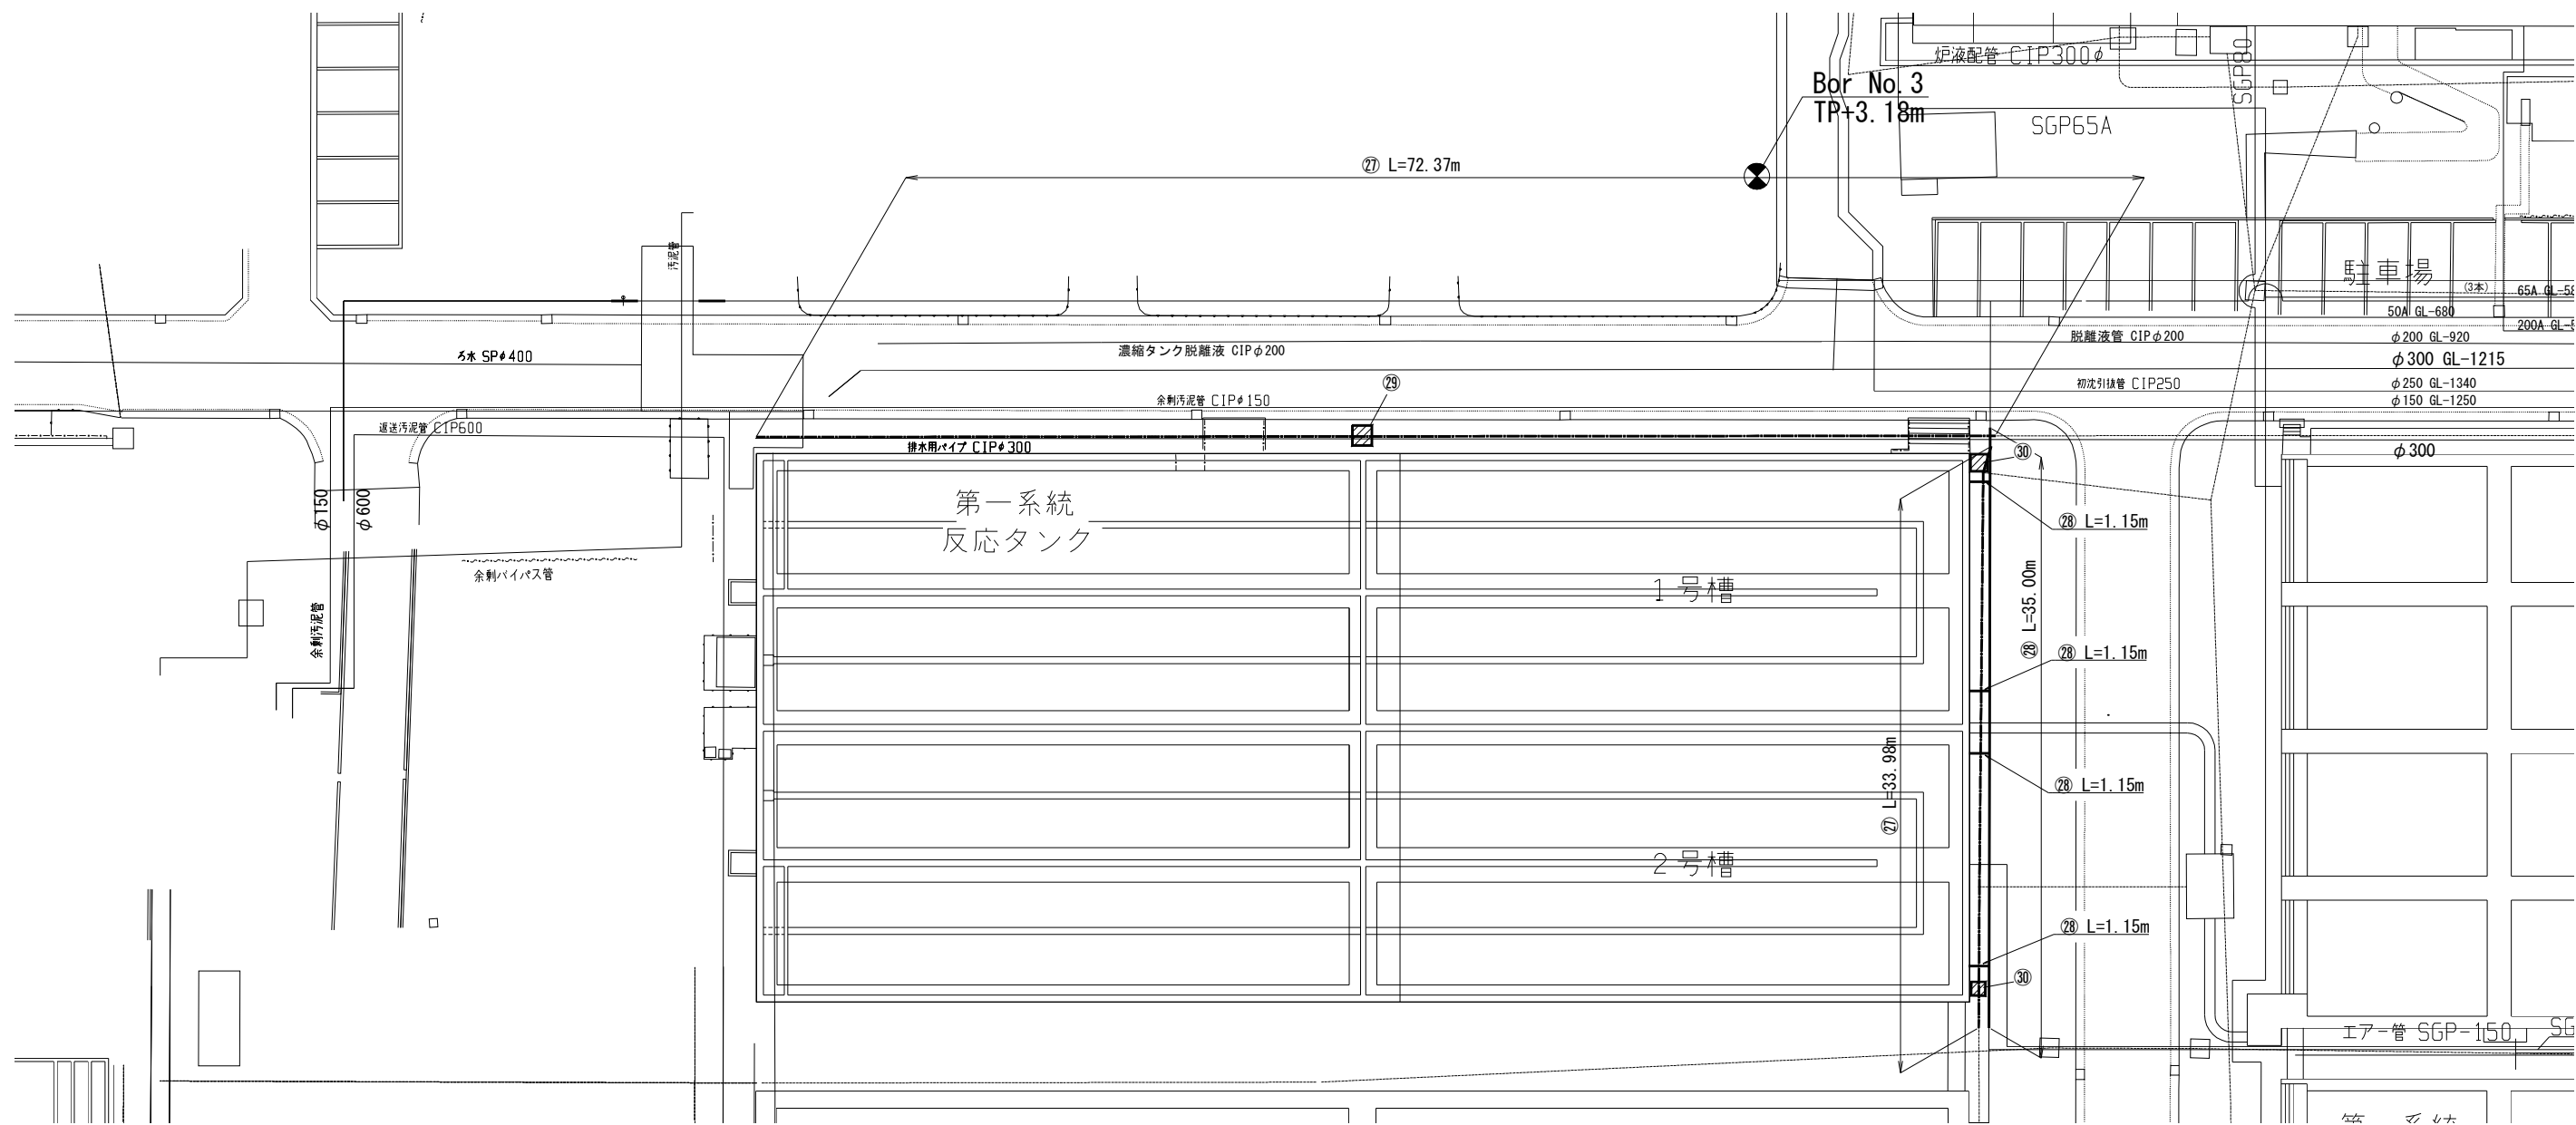 炉液配管 CIP300φ
SGP80
Bor No.3
TP+3.18m
SGP65A
㉗ L=72.37m
汚泥管
駐車場
(3本)
65A GL-58
50A GL-680
200A GL-
ろ水 SPφ400
濃縮タンク脱離液 CIPφ200
脱離液管 CIPφ200
φ200 GL-920
φ300 GL-1215
㉙
初沈引抜管 CIP250
φ250 GL-1340
余剰汚泥管 CIPφ150
φ150 GL-1250
返送汚泥管 CIP600
排水用パイプ CIPφ300
㉚
φ300
φ150
φ600
第一系統
反応タンク
㉘ L=1.15m
余剰バイパス管
1号槽
余剰汚泥管
㉘ L=35.00m
㉘ L=1.15m
㉗ L=33.98m
㉘ L=1.15m
2号槽
㉘ L=1.15m
㉚
エアー管 SGP-150
SG